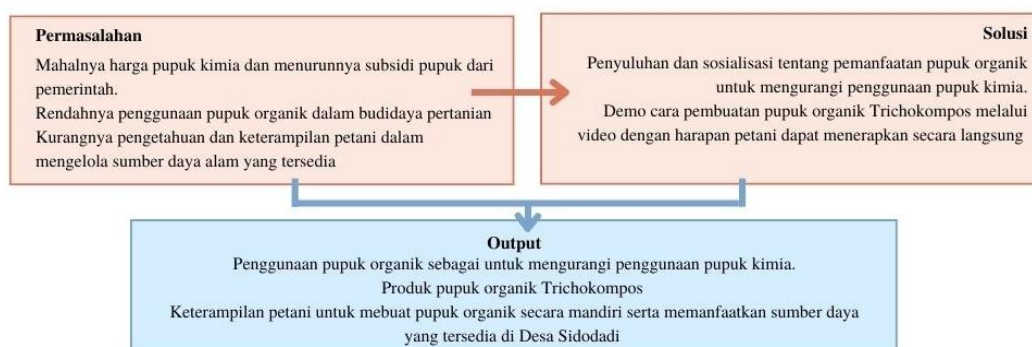 Permasalahan
Mahalnya harga pupuk kimia dan menurunnya subsidi pupuk dari
pemerintah.
Rendahnya penggunaan pupuk organik dalam budidaya pertanian
Kurangnya pengetahuan dan keterampilan petani dalam
mengelola sumber daya alam yang tersedia
Solusi
Penyuluhan dan sosialisasi tentang pemanfaatan pupuk organik
untuk mengurangi penggunaan pupuk kimia.
Demo cara pembuatan pupuk organik Trichokompos melalui
video dengan harapan petani dapat menerapkan secara langsung
Output
Penggunaan pupuk organik sebagai untuk mengurangi penggunaan pupuk kimia.
Produk pupuk organik Trichokompos
Keterampilan petani untuk mebuat pupuk organik secara mandiri serta memanfaatkan sumber daya
yang tersedia di Desa Sidodadi